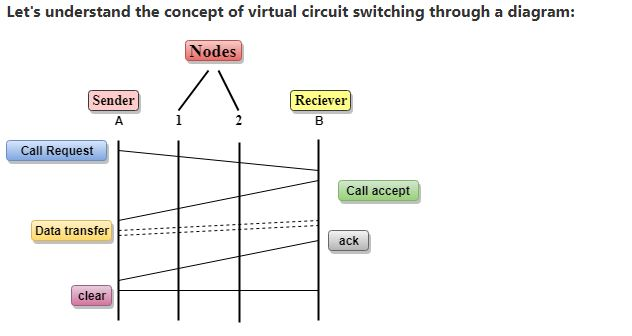 Let's understand the concept of virtual circuit switching through a diagram:
Nodes
Sender
Reciever
A
1
2
B
Call Request
Call accept
Data transfer
ack
clear